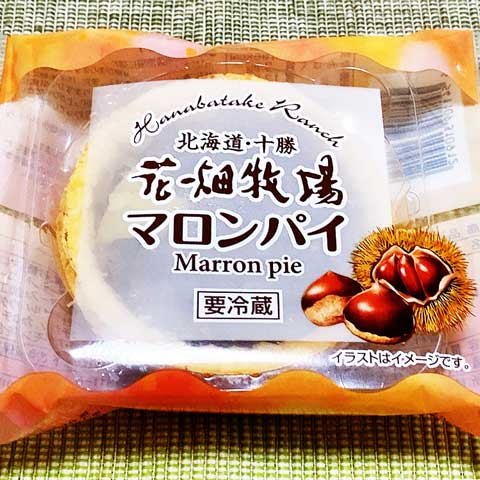 Hanabatake Ranch
北海道・十勝
花畑牧場
マロンパイ
Marron pie
要冷蔵
イラストはイメージです。